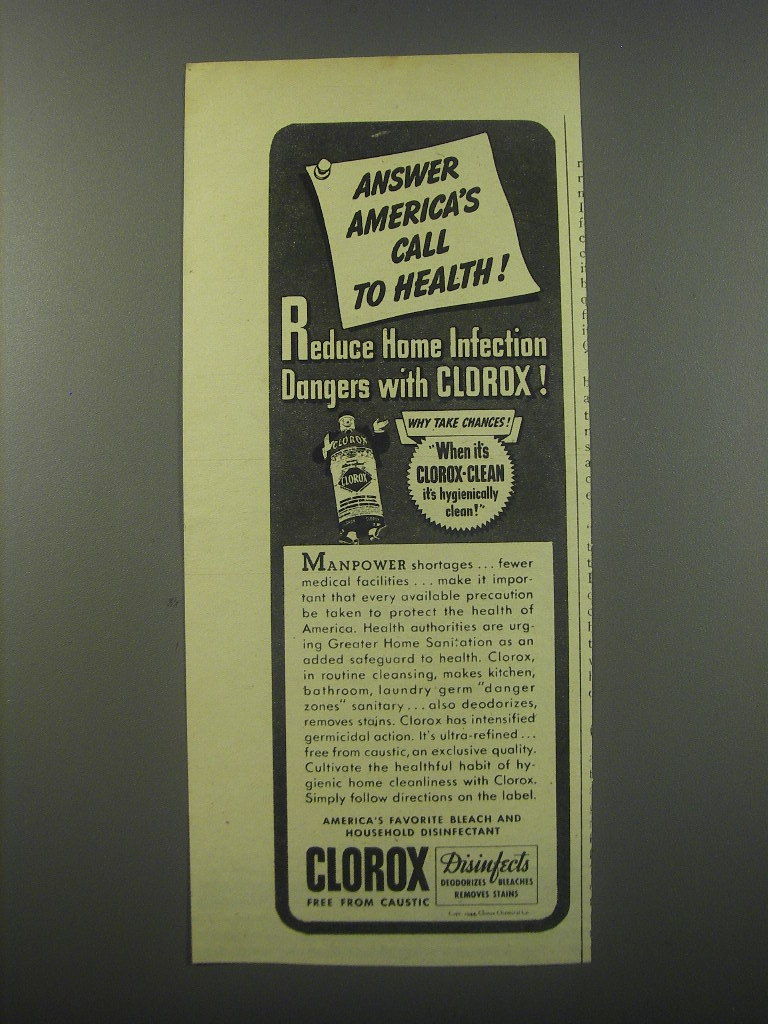 ANSWER
AMERICA'S
CALL
TO HEALTH!
Reduce Home Infection
Dangers with CLOROX!
CLOROX
CLOROX
WHY TAKE CHANCES!
"When it's
CLOROX-CLEAN
it's hygienically
clean!"
MANPOWER shortages... fewer
medical facilities... make it impor-
tant that every available precaution
be taken to protect the health of
America. Health authorities are urg-
ing Greater Home Sanitation as an
added safeguard to health. Clorox,
in routine cleansing, makes kitchen,
bathroom, laundry germ "danger
zones" sanitary... also deodorizes,
removes stains. Clorox has intensified
germicidal action. It's ultra-refined...
free from caustic, an exclusive quality.
Cultivate the healthful habit of hy-
gienic home cleanliness with Clorox.
Simply follow directions on the label.
AMERICA'S FAVORITE BLEACH AND
HOUSEHOLD DISINFECTANT
CLOROX
FREE FROM CAUSTIC
Disinfects
DEODORIZES BLEACHES
REMOVES STAINS
Copr. 1944, Clorox Chemical Co.